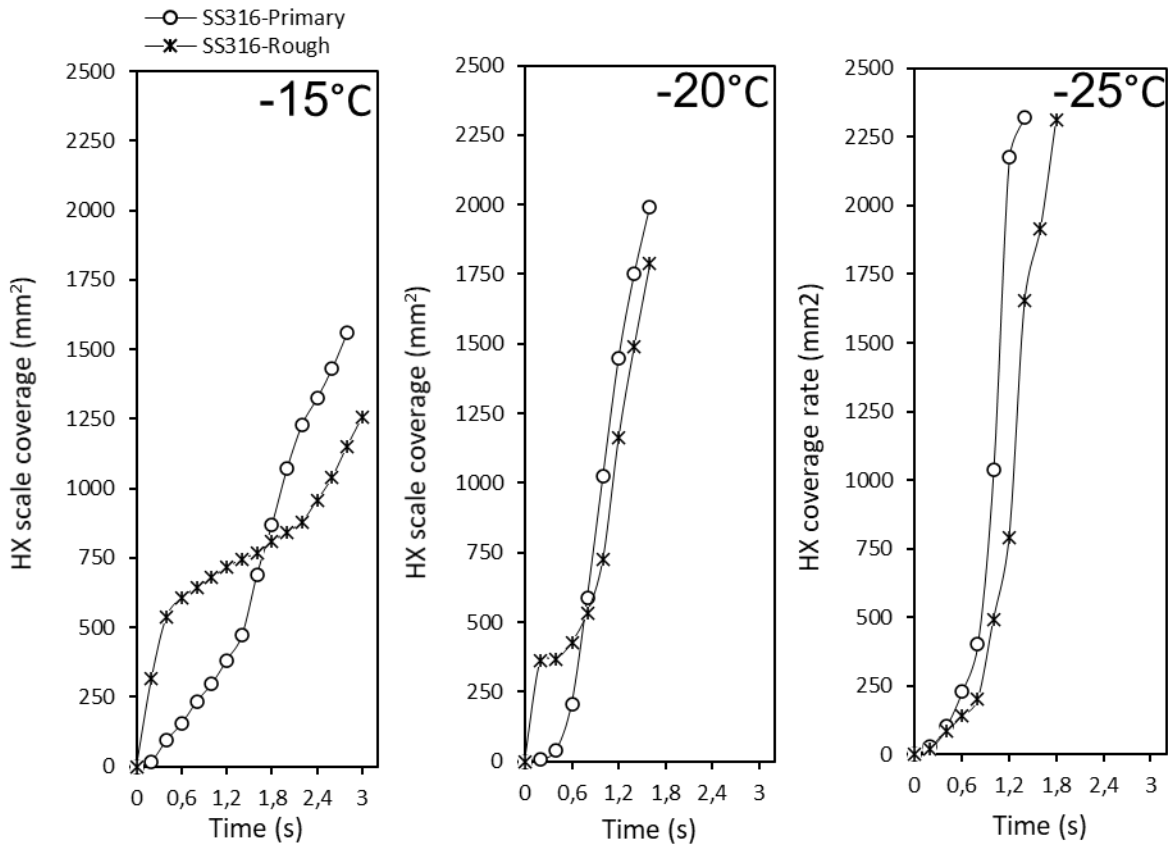 SS316-Primary
SS316-Rough
-15°C
HX scale coverage (mm²)
2500
2250
2000
1750
1500
1250
1000
750
500
250
0
0 0,6 1,2 1,8 2,4 3
Time (s)
-20°C
HX scale coverage (mm²)
2500
2250
2000
1750
1500
1250
1000
750
500
250
0
0 0,6 1,2 1,8 2,4 3
Time (s)
-25°C
HX coverage rate (mm2)
2500
2250
2000
1750
1500
1250
1000
750
500
250
0
0 0,6 1,2 1,8 2,4 3
Time (s)